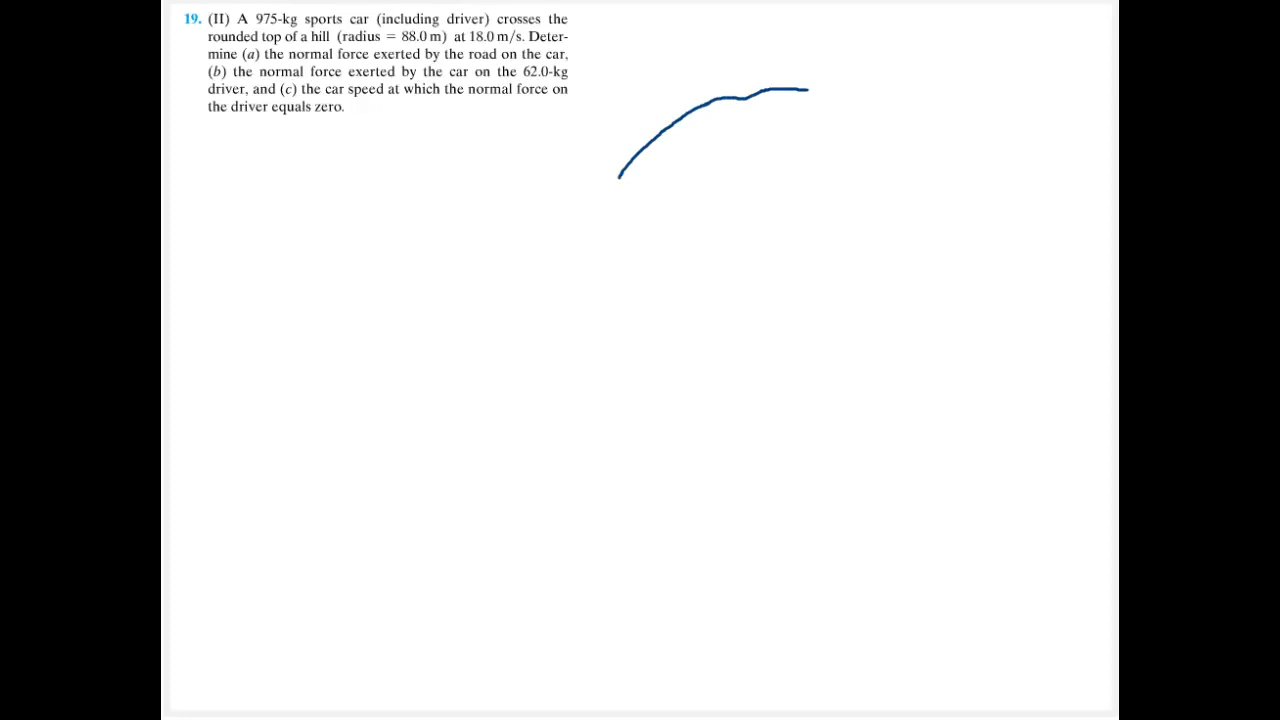 19. (II) A 975-kg sports car (including driver) crosses the
rounded top of a hill (radius = 88.0 m) at 18.0 m/s. Deter-
mine (a) the normal force exerted by the road on the car,
(b) the normal force exerted by the car on the 62.0-kg
driver, and (c) the car speed at which the normal force on
the driver equals zero.